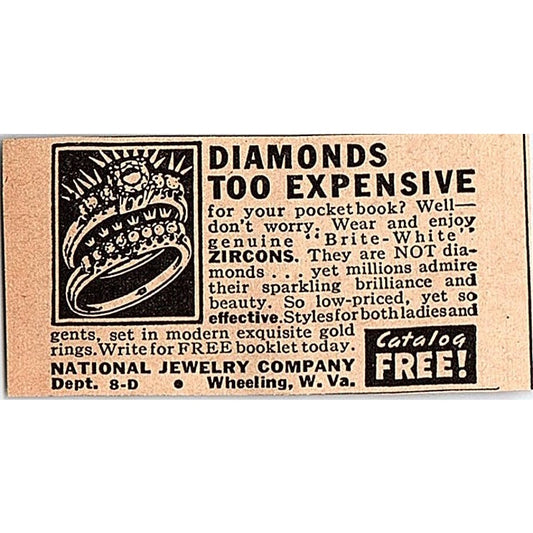 DIAMONDS
TOO EXPENSIVE
for your pocketbook? Well—
don't worry. Wear and enjoy
genuine "Brite-White"
ZIRCONS. They are NOT dia-
monds . . . yet millions admire
their sparkling brilliance and
beauty. So low-priced, yet so
effective. Styles for both ladies and
gents, set in modern exquisite gold
rings. Write for FREE booklet today.
NATIONAL JEWELRY COMPANY
Dept. 8-D • Wheeling, W. Va.
Catalog
FREE!